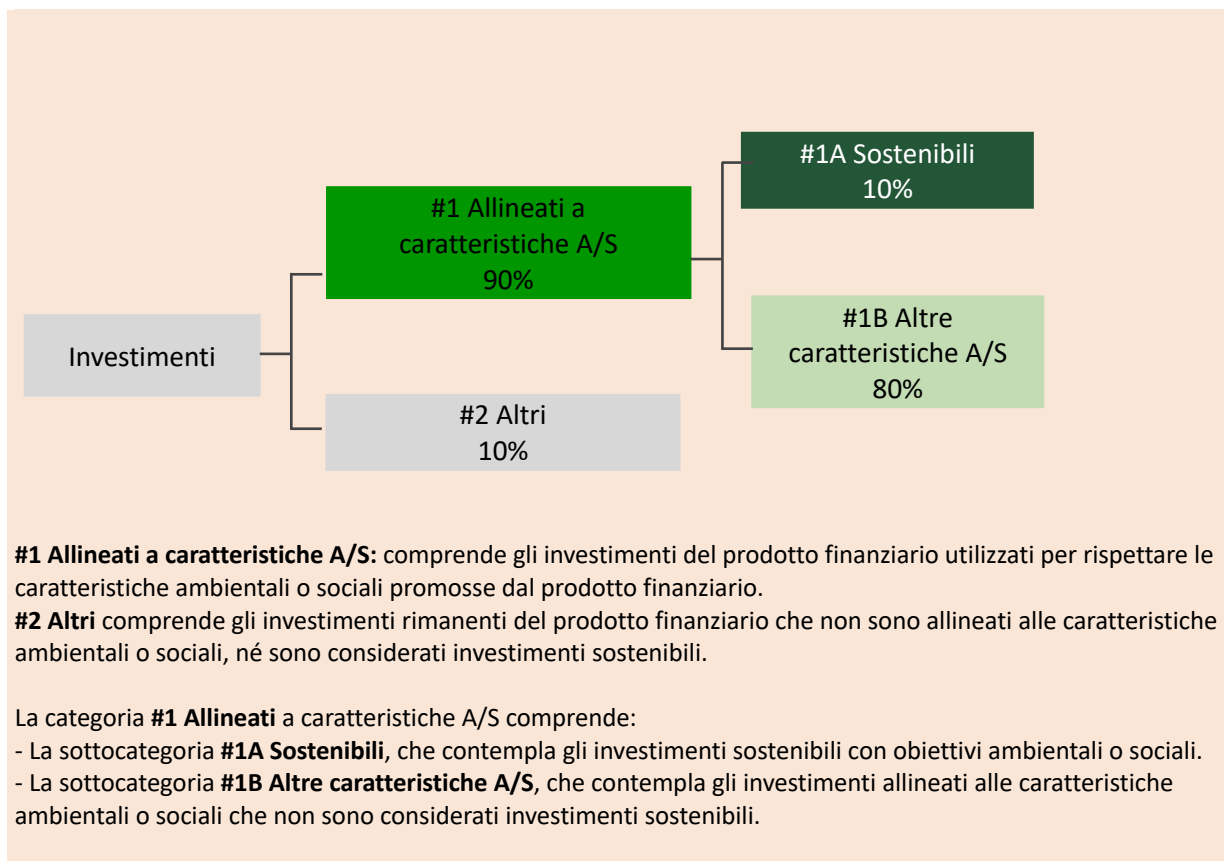 #1A Sostenibili
10%
#1 Allineati a
caratteristiche A/S
90%
#1B Altre
caratteristiche A/S
80%
Investimenti
#2 Altri
10%
#1 Allineati a caratteristiche A/S: comprende gli investimenti del prodotto finanziario utilizzati per rispettare le
caratteristiche ambientali o sociali promosse dal prodotto finanziario.
#2 Altri comprende gli investimenti rimanenti del prodotto finanziario che non sono allineati alle caratteristiche
ambientali o sociali, né sono considerati investimenti sostenibili.
La categoria #1 Allineati a caratteristiche A/S comprende:
- La sottocategoria #1A Sostenibili, che contempla gli investimenti sostenibili con obiettivi ambientali o sociali.
- La sottocategoria #1B Altre caratteristiche A/S, che contempla gli investimenti allineati alle caratteristiche
ambientali o sociali che non sono considerati investimenti sostenibili.